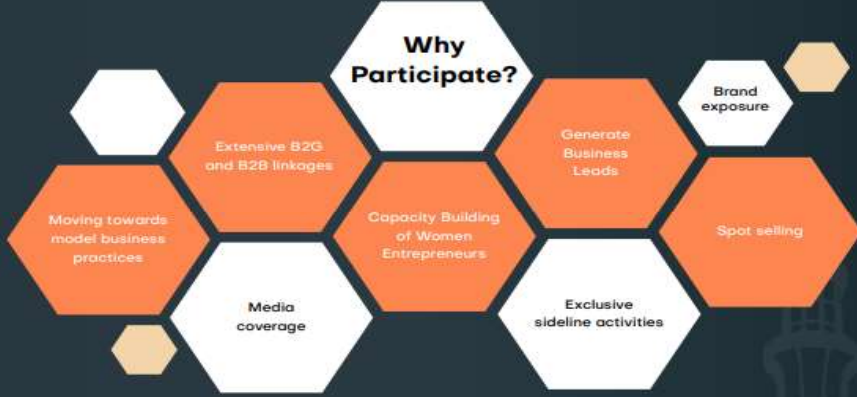 Why
Participate?
Brand
exposure
Extensive B2G
and B2B linkages
Generate
Business
Leads
Moving towards
model business
practices
Capacity Building
of Women
Entrepreneurs
Spot selling
Media
coverage
Exclusive
sideline activities